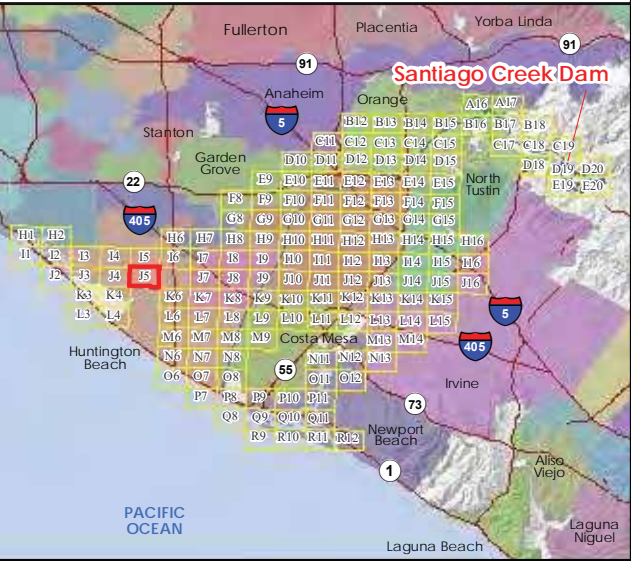 Fullerton
Placentia
Yorba Linda
91
91
Santiago Creek Dam
Anaheim
Orange
5
Stanton
Garden
Grove
22
405
North
Tustin
A16 A17
B12 B13 B14 B15 B16 B17 B18
C11 C12 C13 C14 C15 C17 C18 C19
D10 D11 D12 D13 D14 D15 D18 D19 D20
E9 E10 E11 E12 E13 E14 E15 E19 E20
F8 F9 F10 F11 F12 F13 F14 F15
G8 G9 G10 G11 G12 G13 G14 G15
H1 H2 H6 H7 H8 H9 H10 H11 H12 H13 H14 H15 H16
I1 I2 I3 I4 I5 I6 I7 I8 I9 I10 I11 I12 I13 I14 I15 I16
J2 J3 J4 J5 J7 J8 J9 J10 J11 J12 J13 J14 J15 J16
K3 K4 K6 K7 K8 K9 K10 K11 K12 K13 K14 K15
L3 L4 L6 L7 L8 L9 L10 L11 L12 L13 L14 L15
M6 M7 M8 M9 Costa Mesa M13 M14
N6 N7 N8 N11 N12 N13
O6 O7 O8 O11 O12
P7 P8 P9 P10 P11
Q8 Q9 Q10 Q11
R9 R10 R11 R12
Huntington
Beach
55
5
405
Irvine
73
Newport
Beach
1
Aliso
Viejo
PACIFIC
OCEAN
Laguna
Niguel
Laguna Beach